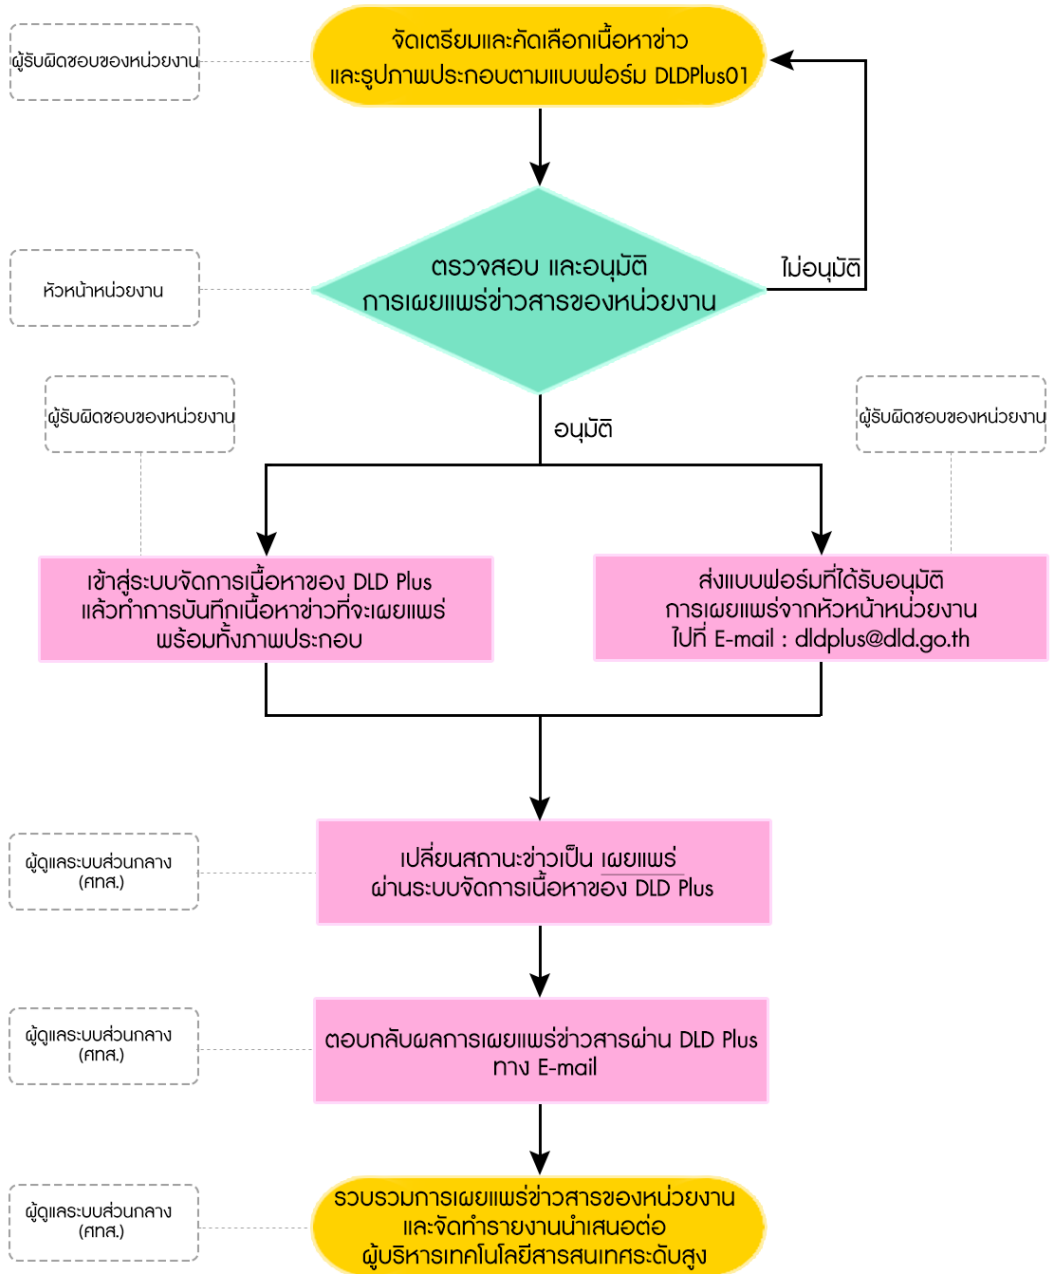 จัดเตรียมและคัดเลือกเนื้อหาข่าว
และรูปภาพประกอบตามแบบฟอร์ม DLDPlus01
ผู้รับผิดชอบของหน่วยงาน
ตรวจสอบ และอนุมัติ
การเผยแพร่ข่าวสารของหน่วยงาน
ไม่อนุมัติ
หัวหน้าหน่วยงาน
ผู้รับผิดชอบของหน่วยงาน
อนุมัติ
ผู้รับผิดชอบของหน่วยงาน
เข้าสู่ระบบจัดการเนื้อหาของ DLD Plus
แล้วทำการบันทึกเนื้อหาข่าวที่จะเผยแพร่
พร้อมทั้งภาพประกอบ
ส่งแบบฟอร์มที่ได้รับอนุมัติ
การเผยแพร่จากหัวหน้าหน่วยงาน
ไปที่ E-mail : dldplus@dld.go.th
ผู้ดูแลระบบส่วนกลาง
(ศทส.)
เปลี่ยนสถานะข่าวเป็น เผยแพร่
ผ่านระบบจัดการเนื้อหาของ DLD Plus
ผู้ดูแลระบบส่วนกลาง
(ศทส.)
ตอบกลับผลการเผยแพร่ข่าวสารผ่าน DLD Plus
ทาง E-mail
ผู้ดูแลระบบส่วนกลาง
(ศทส.)
รวบรวมการเผยแพร่ข่าวสารของหน่วยงาน
และจัดทำรายงานนำเสนอต่อ
ผู้บริหารเทคโนโลยีสารสนเทศระดับสูง